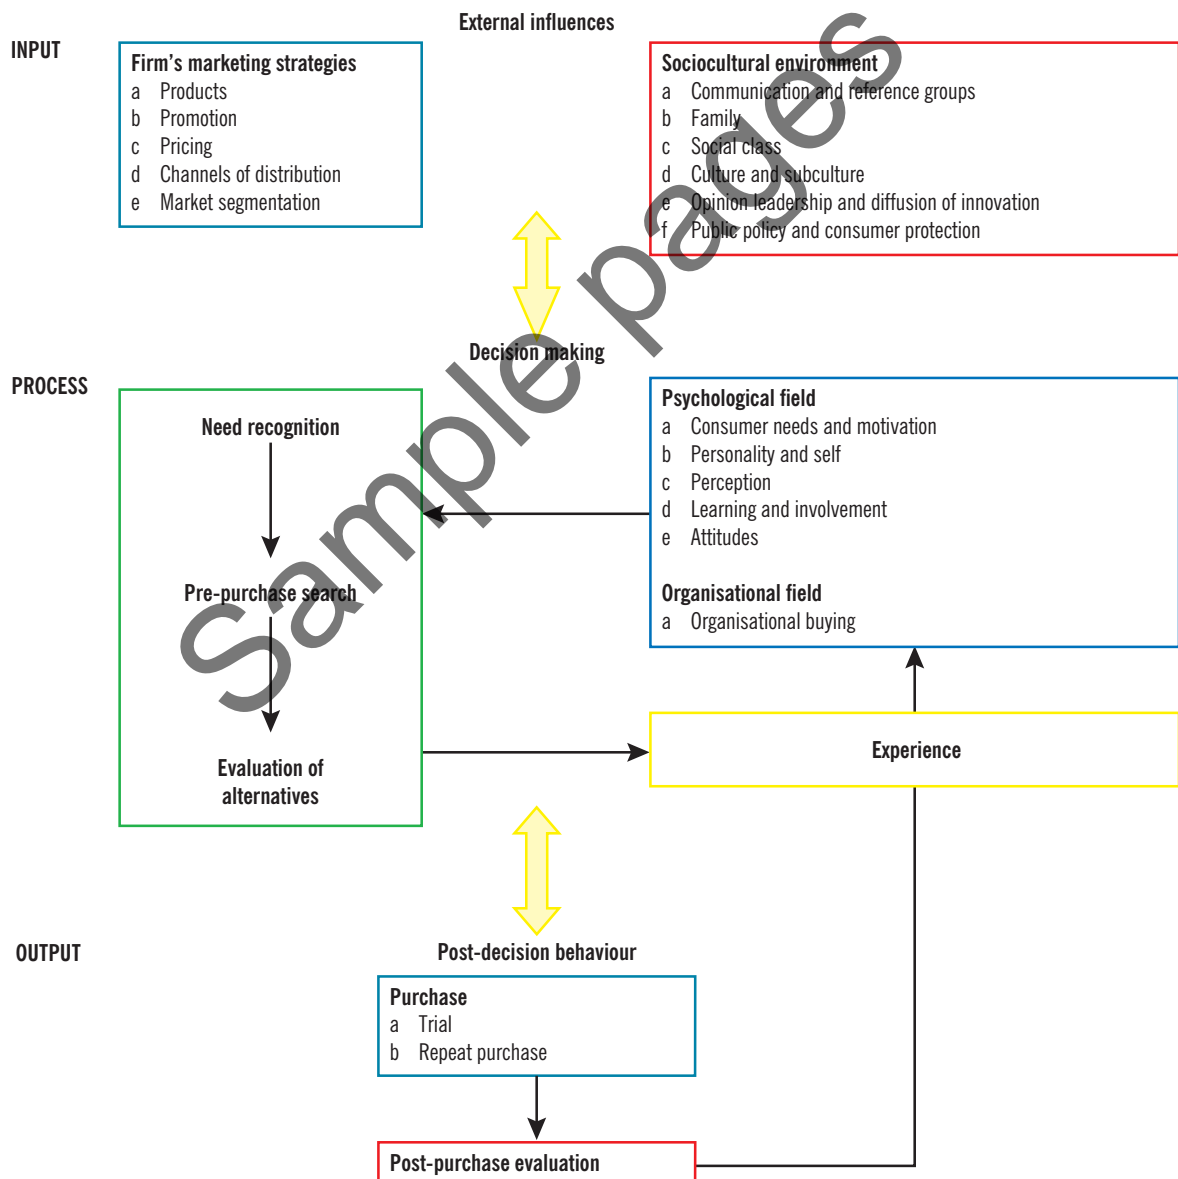 External influences
INPUT
Firm's marketing strategies
a Products
b Promotion
c Pricing
d Channels of distribution
e Market segmentation
Sociocultural environment
a Communication and reference groups
b Family
c Social class
d Culture and subculture
e Opinion leadership and diffusion of innovation
f Public policy and consumer protection
Decision making
PROCESS
Need recognition
Pre-purchase search
Evaluation of
alternatives
Psychological field
a Consumer needs and motivation
b Personality and self
c Perception
d Learning and involvement
e Attitudes
Organisational field
a Organisational buying
Experience
OUTPUT
Post-decision behaviour
Purchase
a Trial
b Repeat purchase
Post-purchase evaluation
Sample pages